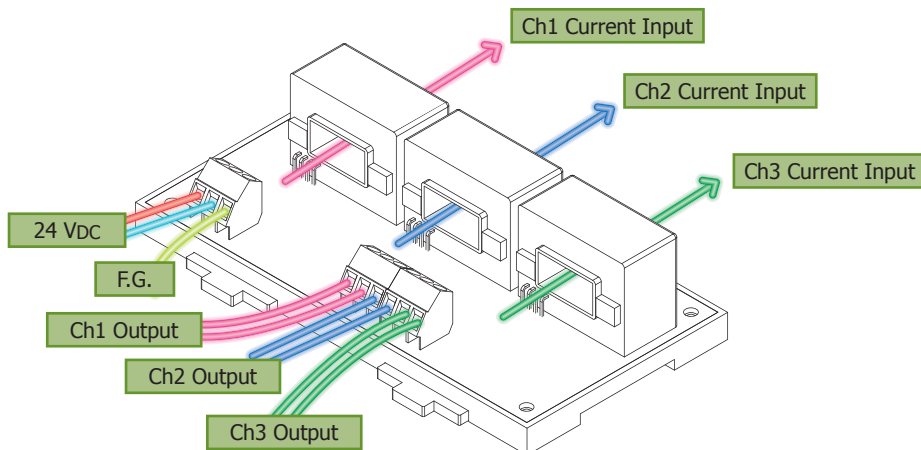 Ch1 Current Input
Ch2 Current Input
Ch3 Current Input
24 VDC
F.G.
Ch1 Output
Ch2 Output
Ch3 Output